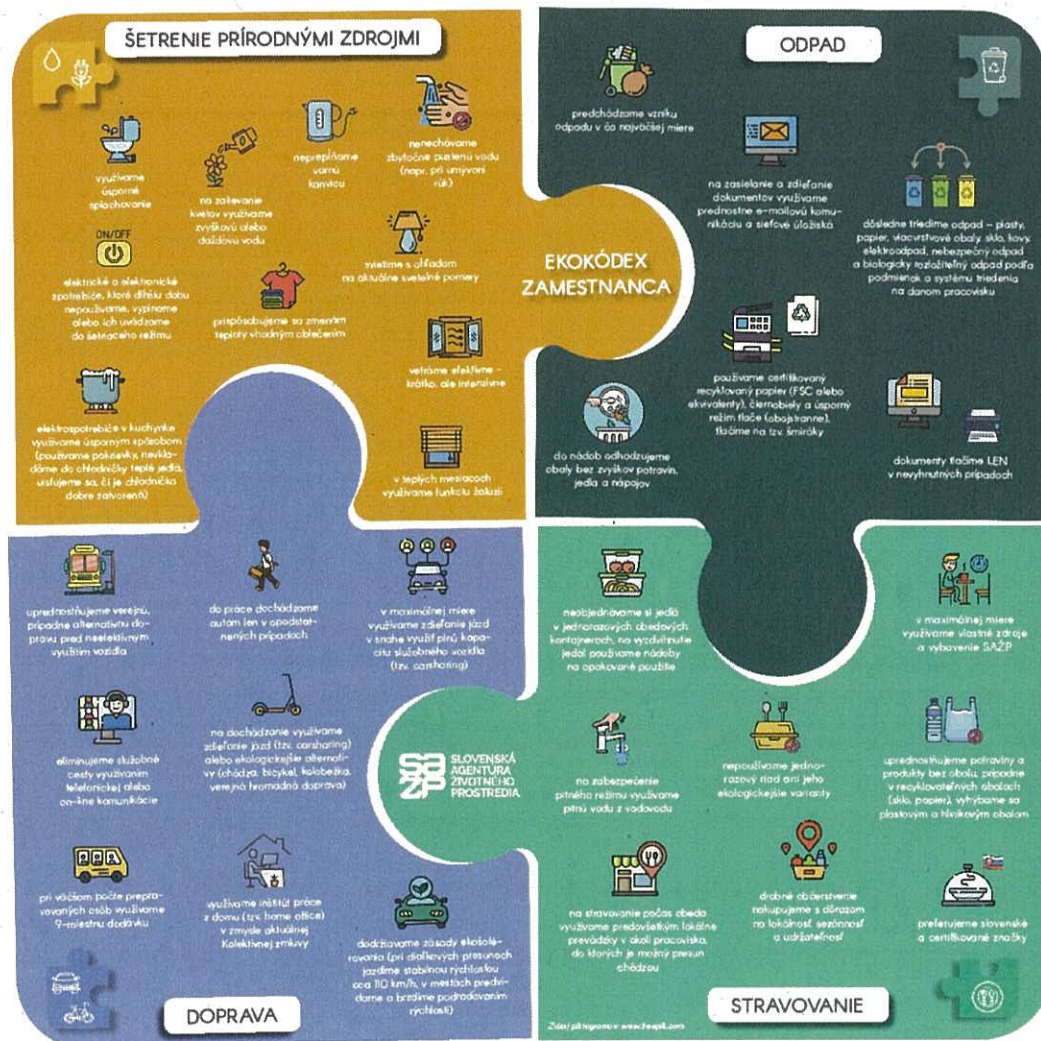 ŠETRENIE PRÍRODNÝMI ZDROJMI
využívame
úsporné
splachovanie
na zalievanie
kvetov využívame
zvyškovú alebo
dažďovú vodu
neprepĺňame
varnú
kanvicu
nenechávame
zbytočne pustenú vodu
(napr. pri umývaní
rúk)
ON/OFF
elektrické a elektronické
spotrebiče, ktoré dlhšiu dobu
nepoužívame, vypíname
alebo ich uvádzame
do šetriaceho režimu
prispôsobujeme sa zmenám
teploty vhodným oblečením
svietime s ohľadom
na aktuálne svetelné pomery
vetráme efektívne –
krátko, ale intenzívne
elektrospotrebiče v kuchynke
využívame úsporným spôsobom
(používame pokrievky, nevkla-
dáme do chladničky teplé jedlá,
uisťujeme sa, či je chladnička
dobre zatvorená)
v teplých mesiacoch
využívame funkciu žalúzií
EKOKÓDEX
ZAMESTNANCA
ODPAD
predchádzame vzniku
odpadu v čo najväčšej miere
na zasielanie a zdieľanie
dokumentov využívame
prednostne e-mailovú komu-
nikáciu a sieťové úložiská
dôsledne triedime odpad – plasty,
papier, viacvrstvové obaly, sklo, kovy,
elektroodpad, nebezpečný odpad
a biologicky rozložiteľný odpad podľa
podmienok a systému triedenia
na danom pracovisku
používame certifikovaný
recyklovaný papier (FSC alebo
ekvivalenty), čiernobiely a úsporný
režim tlače (obojstranne),
tlačíme na tzv. šmiráky
do nádob odhadzujeme
obaly bez zvyškov potravín,
jedla a nápojov
dokumenty tlačíme LEN
v nevyhnutných prípadoch
uprednostňujeme verejnú,
prípadne alternatívnu do-
pravu pred neefektívnym
využitím vozidla
do práce dochádzame
autom len v opodstat-
nených prípadoch
v maximálnej miere
využívame zdieľanie jázd
v snahe využiť plnú kapa-
citu služobného vozidla
(tzv. carsharing)
eliminujeme služobné
cesty využívaním
telefonickej alebo
on-line komunikácie
na dochádzanie využívame
zdieľanie jázd (tzv. carsharing)
alebo ekologickejšie alternatí-
vy (chôdza, bicykel, kolobežka,
verejná hromadná doprava)
pri väčšom počte prepra-
vovaných osôb využívame
9-miestnu dodávku
využívame inštitút práce
z domu (tzv. home office)
v zmysle aktuálnej
Kolektívnej zmluvy
dodržiavame zásady ekošofé-
rovania (pri diaľkových presunoch
jazdíme stabilnou rýchlosťou
cca 110 km/h, v mestách predví-
dame a brzdíme podraďovaním
rýchlostí)
DOPRAVA
SAŽP
SLOVENSKÁ
AGENTÚRA
ŽIVOTNÉHO
PROSTREDIA
neobjednávame si jedlá
v jednorazových obedových
kontajneroch, na vyzdvihnutie
jedál používame nádoby
na opakované použitie
v maximálnej miere
využívame vlastné zdroje
a vybavenie SAŽP
na zabezpečenie
pitného režimu využívame
pitnú vodu z vodovodu
nepoužívame jedno-
razový riad ani jeho
ekologickejšie varianty
uprednostňujeme potraviny a
produkty bez obalu, prípadne
v recyklovateľných obaloch
(sklo, papier), vyhýbame sa
plastovým a hliníkovým obalom
na stravovanie počas obeda
využívame predovšetkým lokálne
prevádzky v okolí pracoviska,
do ktorých je možný presun
chôdzou
drobné občerstvenie
nakupujeme s dôrazom
na lokálnosť, sezónnosť
a udržateľnosť
preferujeme slovenské
a certifikované značky
STRAVOVANIE
Zdroj piktogramov: www.freepik.com